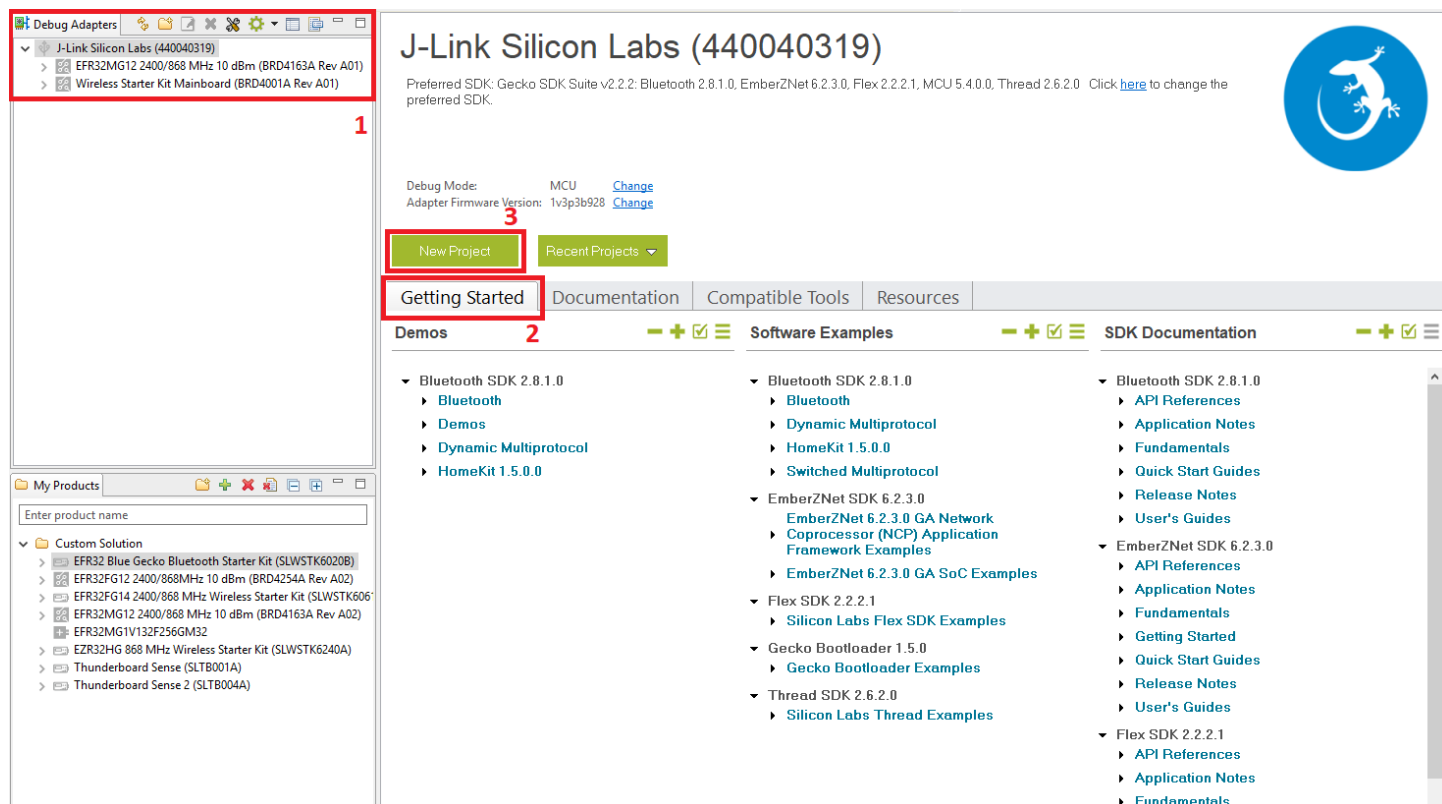 Debug Adapters
J-Link Silicon Labs (440040319)
EFR32MG12 2400/868 MHz 10 dBm (BRD4163A Rev A01)
Wireless Starter Kit Mainboard (BRD4001A Rev A01)
1
My Products
Enter product name
Custom Solution
EFR32 Blue Gecko Bluetooth Starter Kit (SLWSTK6020B)
EFR32FG12 2400/868MHz 10 dBm (BRD4254A Rev A02)
EFR32FG14 2400/868 MHz Wireless Starter Kit (SLWSTK606
EFR32MG12 2400/868 MHz 10 dBm (BRD4163A Rev A02)
EFR32MG1V132F256GM32
EZR32HG 868 MHz Wireless Starter Kit (SLWSTK6240A)
Thunderboard Sense (SLTB001A)
Thunderboard Sense 2 (SLTB004A)
J-Link Silicon Labs (440040319)
Preferred SDK: Gecko SDK Suite v2.2.2: Bluetooth 2.8.1.0, EmberZNet 6.2.3.0, Flex 2.2.2.1, MCU 5.4.0.0, Thread 2.6.2.0 Click here to change the
preferred SDK.
Debug Mode: MCU Change
Adapter Firmware Version: 1v3p3b928 Change
3
New Project Recent Projects
Getting Started Documentation Compatible Tools Resources
2
Demos
Bluetooth SDK 2.8.1.0
Bluetooth
Demos
Dynamic Multiprotocol
HomeKit 1.5.0.0
Software Examples
Bluetooth SDK 2.8.1.0
Bluetooth
Dynamic Multiprotocol
HomeKit 1.5.0.0
Switched Multiprotocol
EmberZNet SDK 6.2.3.0
EmberZNet 6.2.3.0 GA Network
Coprocessor (NCP) Application
Framework Examples
EmberZNet 6.2.3.0 GA SoC Examples
Flex SDK 2.2.2.1
Silicon Labs Flex SDK Examples
Gecko Bootloader 1.5.0
Gecko Bootloader Examples
Thread SDK 2.6.2.0
Silicon Labs Thread Examples
SDK Documentation
Bluetooth SDK 2.8.1.0
API References
Application Notes
Fundamentals
Quick Start Guides
Release Notes
User's Guides
EmberZNet SDK 6.2.3.0
API References
Application Notes
Fundamentals
Getting Started
Quick Start Guides
Release Notes
User's Guides
Flex SDK 2.2.2.1
API References
Application Notes
Fundamentals